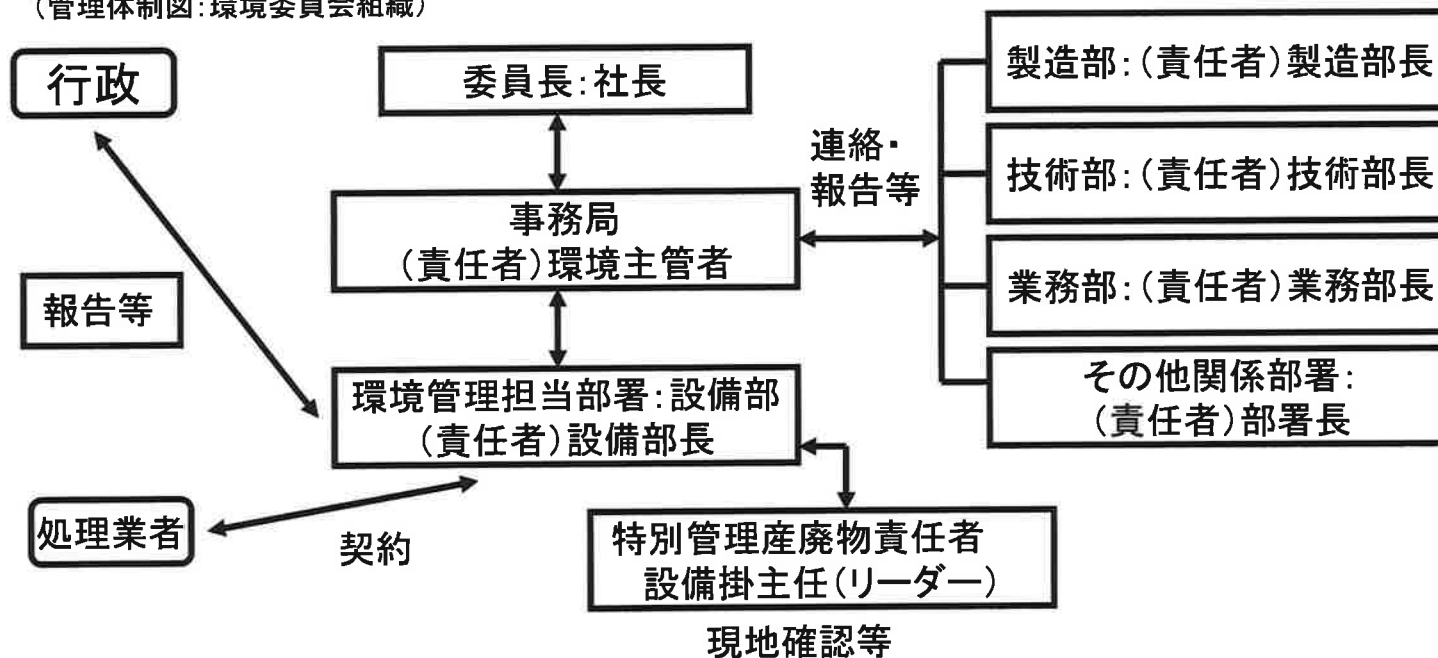 （管理体制図：環境委員会組織）
行政
委員長：社長
製造部：（責任者）製造部長
連絡・
報告等
技術部：（責任者）技術部長
事務局
（責任者）環境主管者
業務部：（責任者）業務部長
報告等
その他関係部署：
（責任者）部署長
環境管理担当部署：設備部
（責任者）設備部長
処理業者
契約
特別管理産廃物責任者
設備掛主任（リーダー）
現地確認等